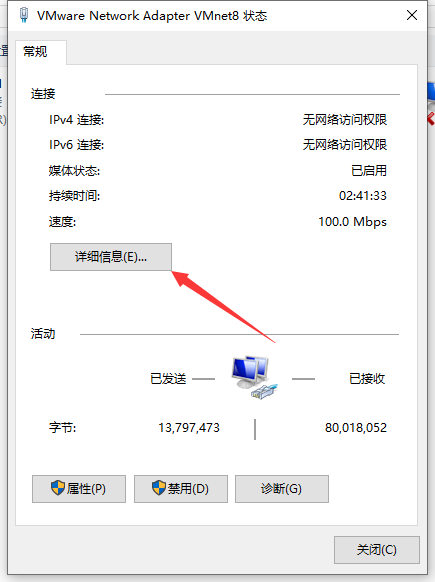 VMware Network Adapter VMnet8 状态
常规
连接
IPv4 连接: 无网络访问权限
IPv6 连接: 无网络访问权限
媒体状态: 已启用
持续时间: 02:41:33
速度: 100.0 Mbps
详细信息(E)...
活动
已发送 已接收
字节: 13,797,473 80,018,052
属性(P) 禁用(D) 诊断(G)
关闭(C)